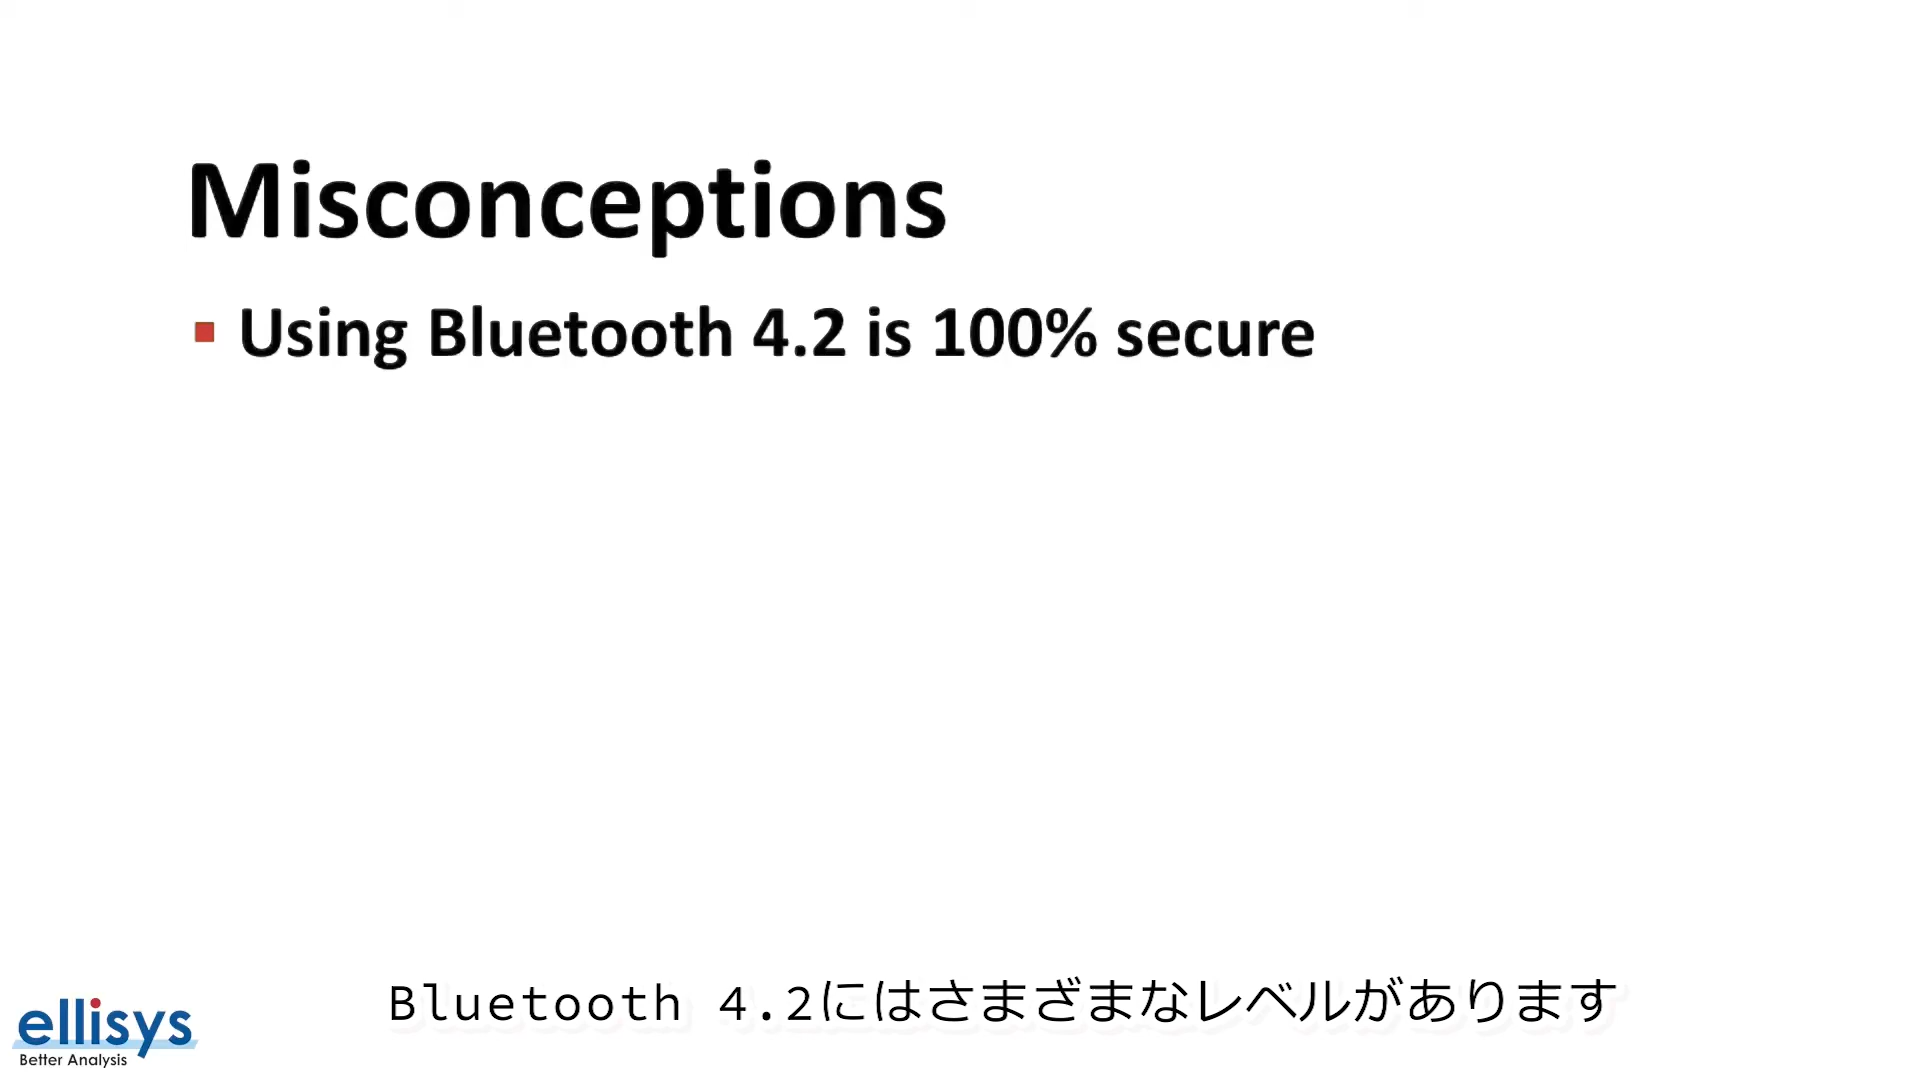 Misconceptions
▪ Using Bluetooth 4.2 is 100% secure
Bluetooth 4.2にはさまざまなレベルがあります
ellisys
Better Analysis